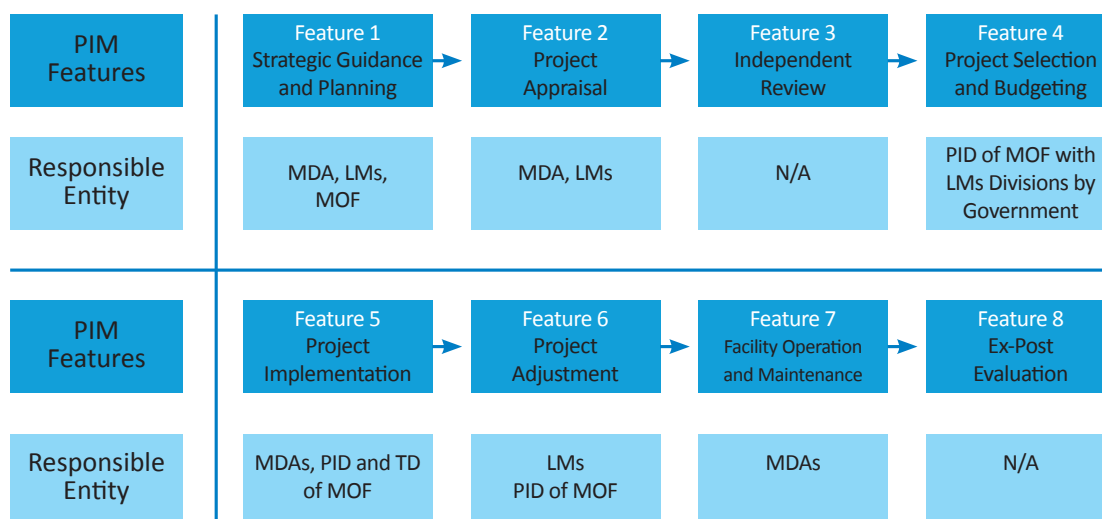 PIM
Features
Feature 1
Strategic Guidance
and Planning
Feature 2
Project
Appraisal
Feature 3
Independent
Review
Feature 4
Project Selection
and Budgeting
Responsible
Entity
MDA, LMs,
MOF
MDA, LMs
N/A
PID of MOF with
LMs Divisions by
Government
PIM
Features
Feature 5
Project
Implementation
Feature 6
Project
Adjustment
Feature 7
Facility Operation
and Maintenance
Feature 8
Ex-Post
Evaluation
Responsible
Entity
MDAs, PID and TD
of MOF
LMs
PID of MOF
MDAs
N/A